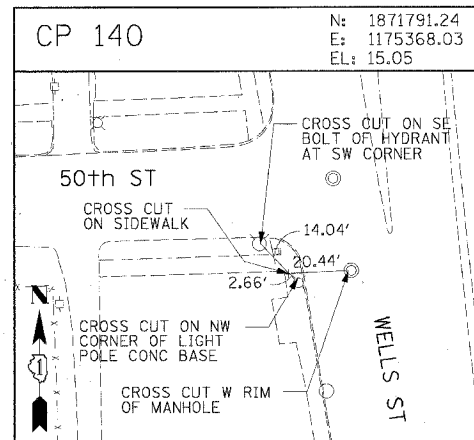 CP 140
N: 1871791.24
E: 1175368.03
EL: 15.05
CROSS CUT ON SE
BOLT OF HYDRANT
AT SW CORNER
50th ST
CROSS CUT
ON SIDEWALK
14.04'
20.44'
2.66'
N
1
CROSS CUT ON NW
CORNER OF LIGHT
POLE CONC BASE
WELLS ST
CROSS CUT W RIM
OF MANHOLE